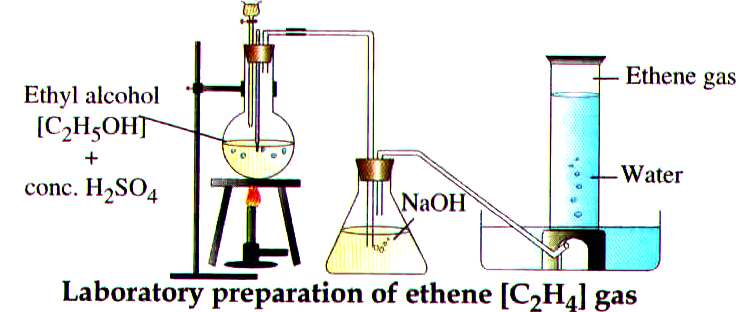 Ethyl alcohol
[C₂H₅OH]
+
conc. H₂SO₄
NaOH
Ethene gas
Water
Laboratory preparation of ethene [C₂H₄] gas